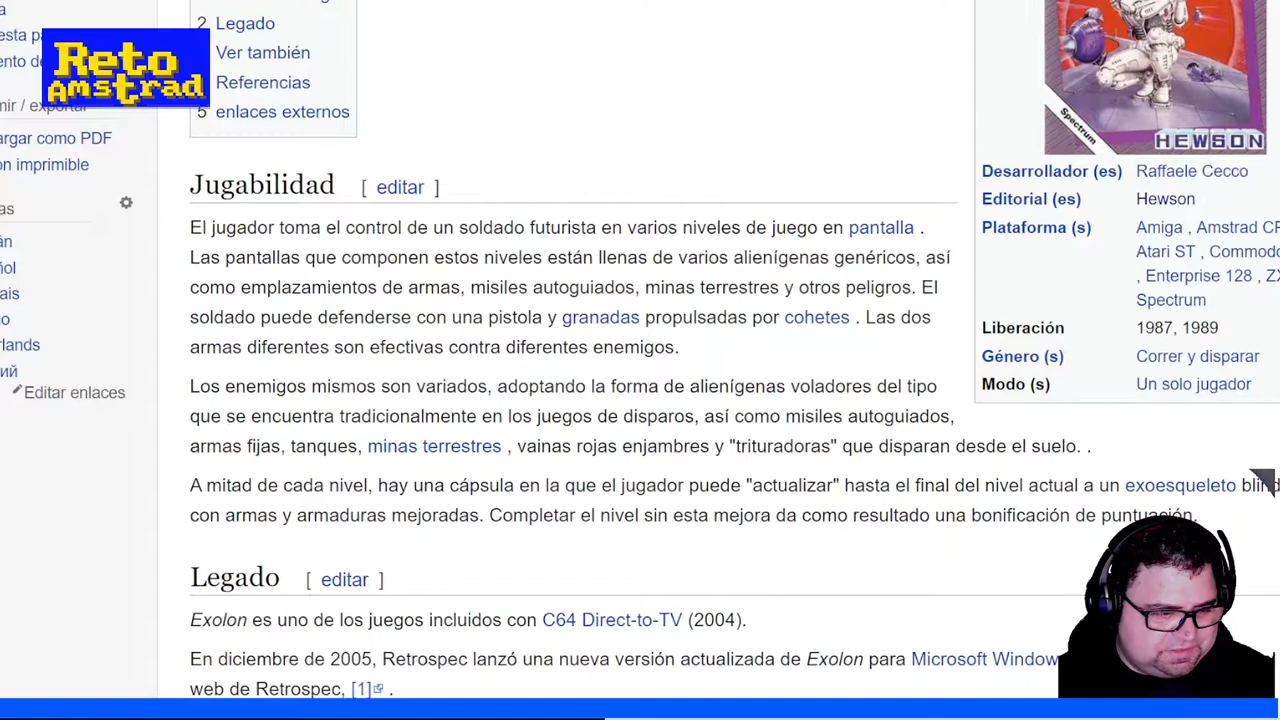 Reto
Amstrad
2 Legado
Ver también
Referencias
5 enlaces externos
argar como PDF
on imprimible
Editar enlaces
Spectrum
HEWSON
Desarrollador (es) Raffaele Cecco
Editorial (es) Hewson
Plataforma (s) Amiga , Amstrad CP
Atari ST , Commodo
, Enterprise 128 , ZX
Spectrum
Liberación 1987, 1989
Género (s) Correr y disparar
Modo (s) Un solo jugador
Jugabilidad [ editar ]
El jugador toma el control de un soldado futurista en varios niveles de juego en pantalla .
Las pantallas que componen estos niveles están llenas de varios alienígenas genéricos, así
como emplazamientos de armas, misiles autoguiados, minas terrestres y otros peligros. El
soldado puede defenderse con una pistola y granadas propulsadas por cohetes . Las dos
armas diferentes son efectivas contra diferentes enemigos.
Los enemigos mismos son variados, adoptando la forma de alienígenas voladores del tipo
que se encuentra tradicionalmente en los juegos de disparos, así como misiles autoguiados,
armas fijas, tanques, minas terrestres , vainas rojas enjambres y "trituradoras" que disparan desde el suelo. .
A mitad de cada nivel, hay una cápsula en la que el jugador puede "actualizar" hasta el final del nivel actual a un exoesqueleto blind
con armas y armaduras mejoradas. Completar el nivel sin esta mejora da como resultado una bonificación de puntuación.
Legado [ editar ]
Exolon es uno de los juegos incluidos con C64 Direct-to-TV (2004).
En diciembre de 2005, Retrospec lanzó una nueva versión actualizada de Exolon para Microsoft Window
web de Retrospec, [1] .